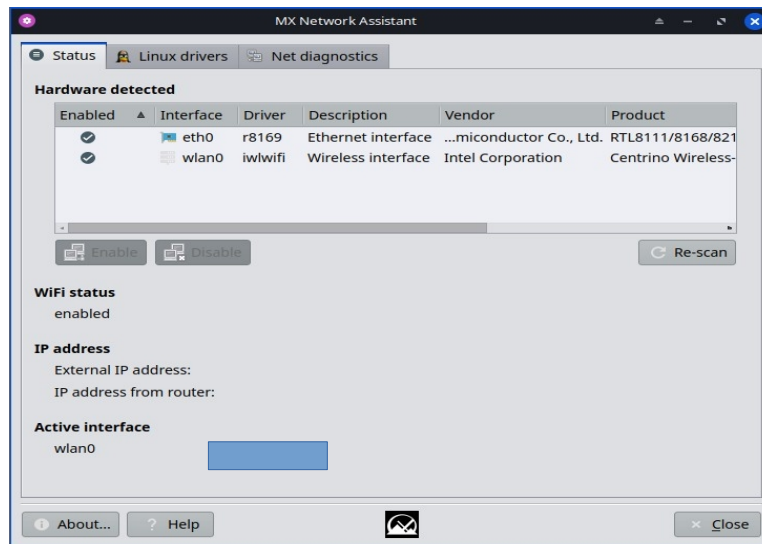 MX Network Assistant
Status Linux drivers Net diagnostics
Hardware detected
Enabled Interface Driver Description Vendor Product
eth0 r8169 Ethernet interface ...miconductor Co., Ltd. RTL8111/8168/821
wlan0 iwlwifi Wireless interface Intel Corporation Centrino Wireless-
Enable Disable Re-scan
WiFi status
enabled
IP address
External IP address:
IP address from router:
Active interface
wlan0
About... Help Close